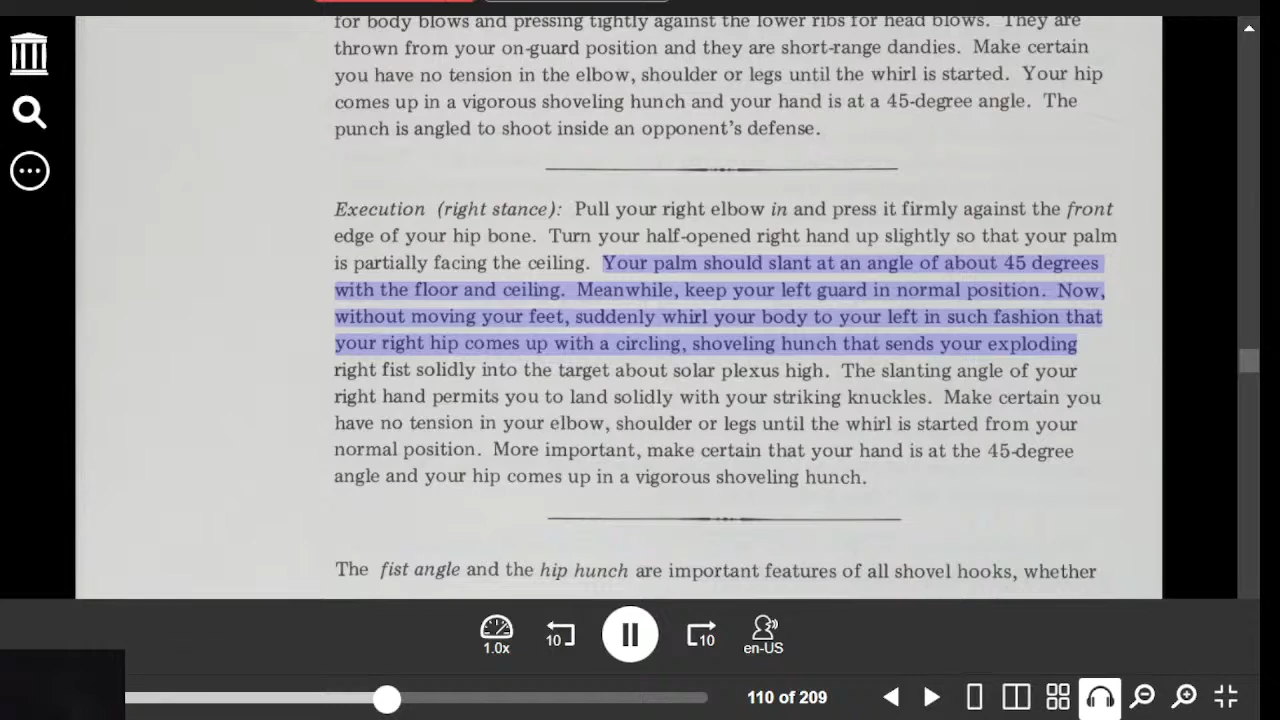 for body blows and pressing tightly against the lower ribs for head blows. They are
thrown from your on-guard position and they are short-range dandies. Make certain
you have no tension in the elbow, shoulder or legs until the whirl is started. Your hip
comes up in a vigorous shoveling hunch and your hand is at a 45-degree angle. The
punch is angled to shoot inside an opponent's defense.
Execution (right stance): Pull your right elbow in and press it firmly against the front
edge of your hip bone. Turn your half-opened right hand up slightly so that your palm
is partially facing the ceiling. Your palm should slant at an angle of about 45 degrees
with the floor and ceiling. Meanwhile, keep your left guard in normal position. Now,
without moving your feet, suddenly whirl your body to your left in such fashion that
your right hip comes up with a circling, shoveling hunch that sends your exploding
right fist solidly into the target about solar plexus high. The slanting angle of your
right hand permits you to land solidly with your striking knuckles. Make certain you
have no tension in your elbow, shoulder or legs until the whirl is started from your
normal position. More important, make certain that your hand is at the 45-degree
angle and your hip comes up in a vigorous shoveling hunch.
The fist angle and the hip hunch are important features of all shovel hooks, whether
1.0x
10
10
en-US
110 of 209